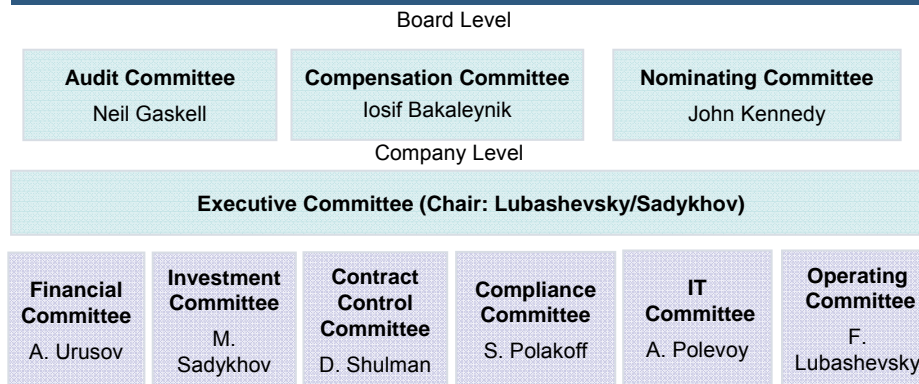 Board Level
Audit Committee
Neil Gaskell
Compensation Committee
Iosif Bakaleynik
Nominating Committee
John Kennedy
Company Level
Executive Committee (Chair: Lubashevsky/Sadykhov)
Financial
Committee
A. Urusov
Investment
Committee
M.
Sadykhov
Contract
Control
Committee
D. Shulman
Compliance
Committee
S. Polakoff
IT
Committee
A. Polevoy
Operating
Committee
F.
Lubashevsky